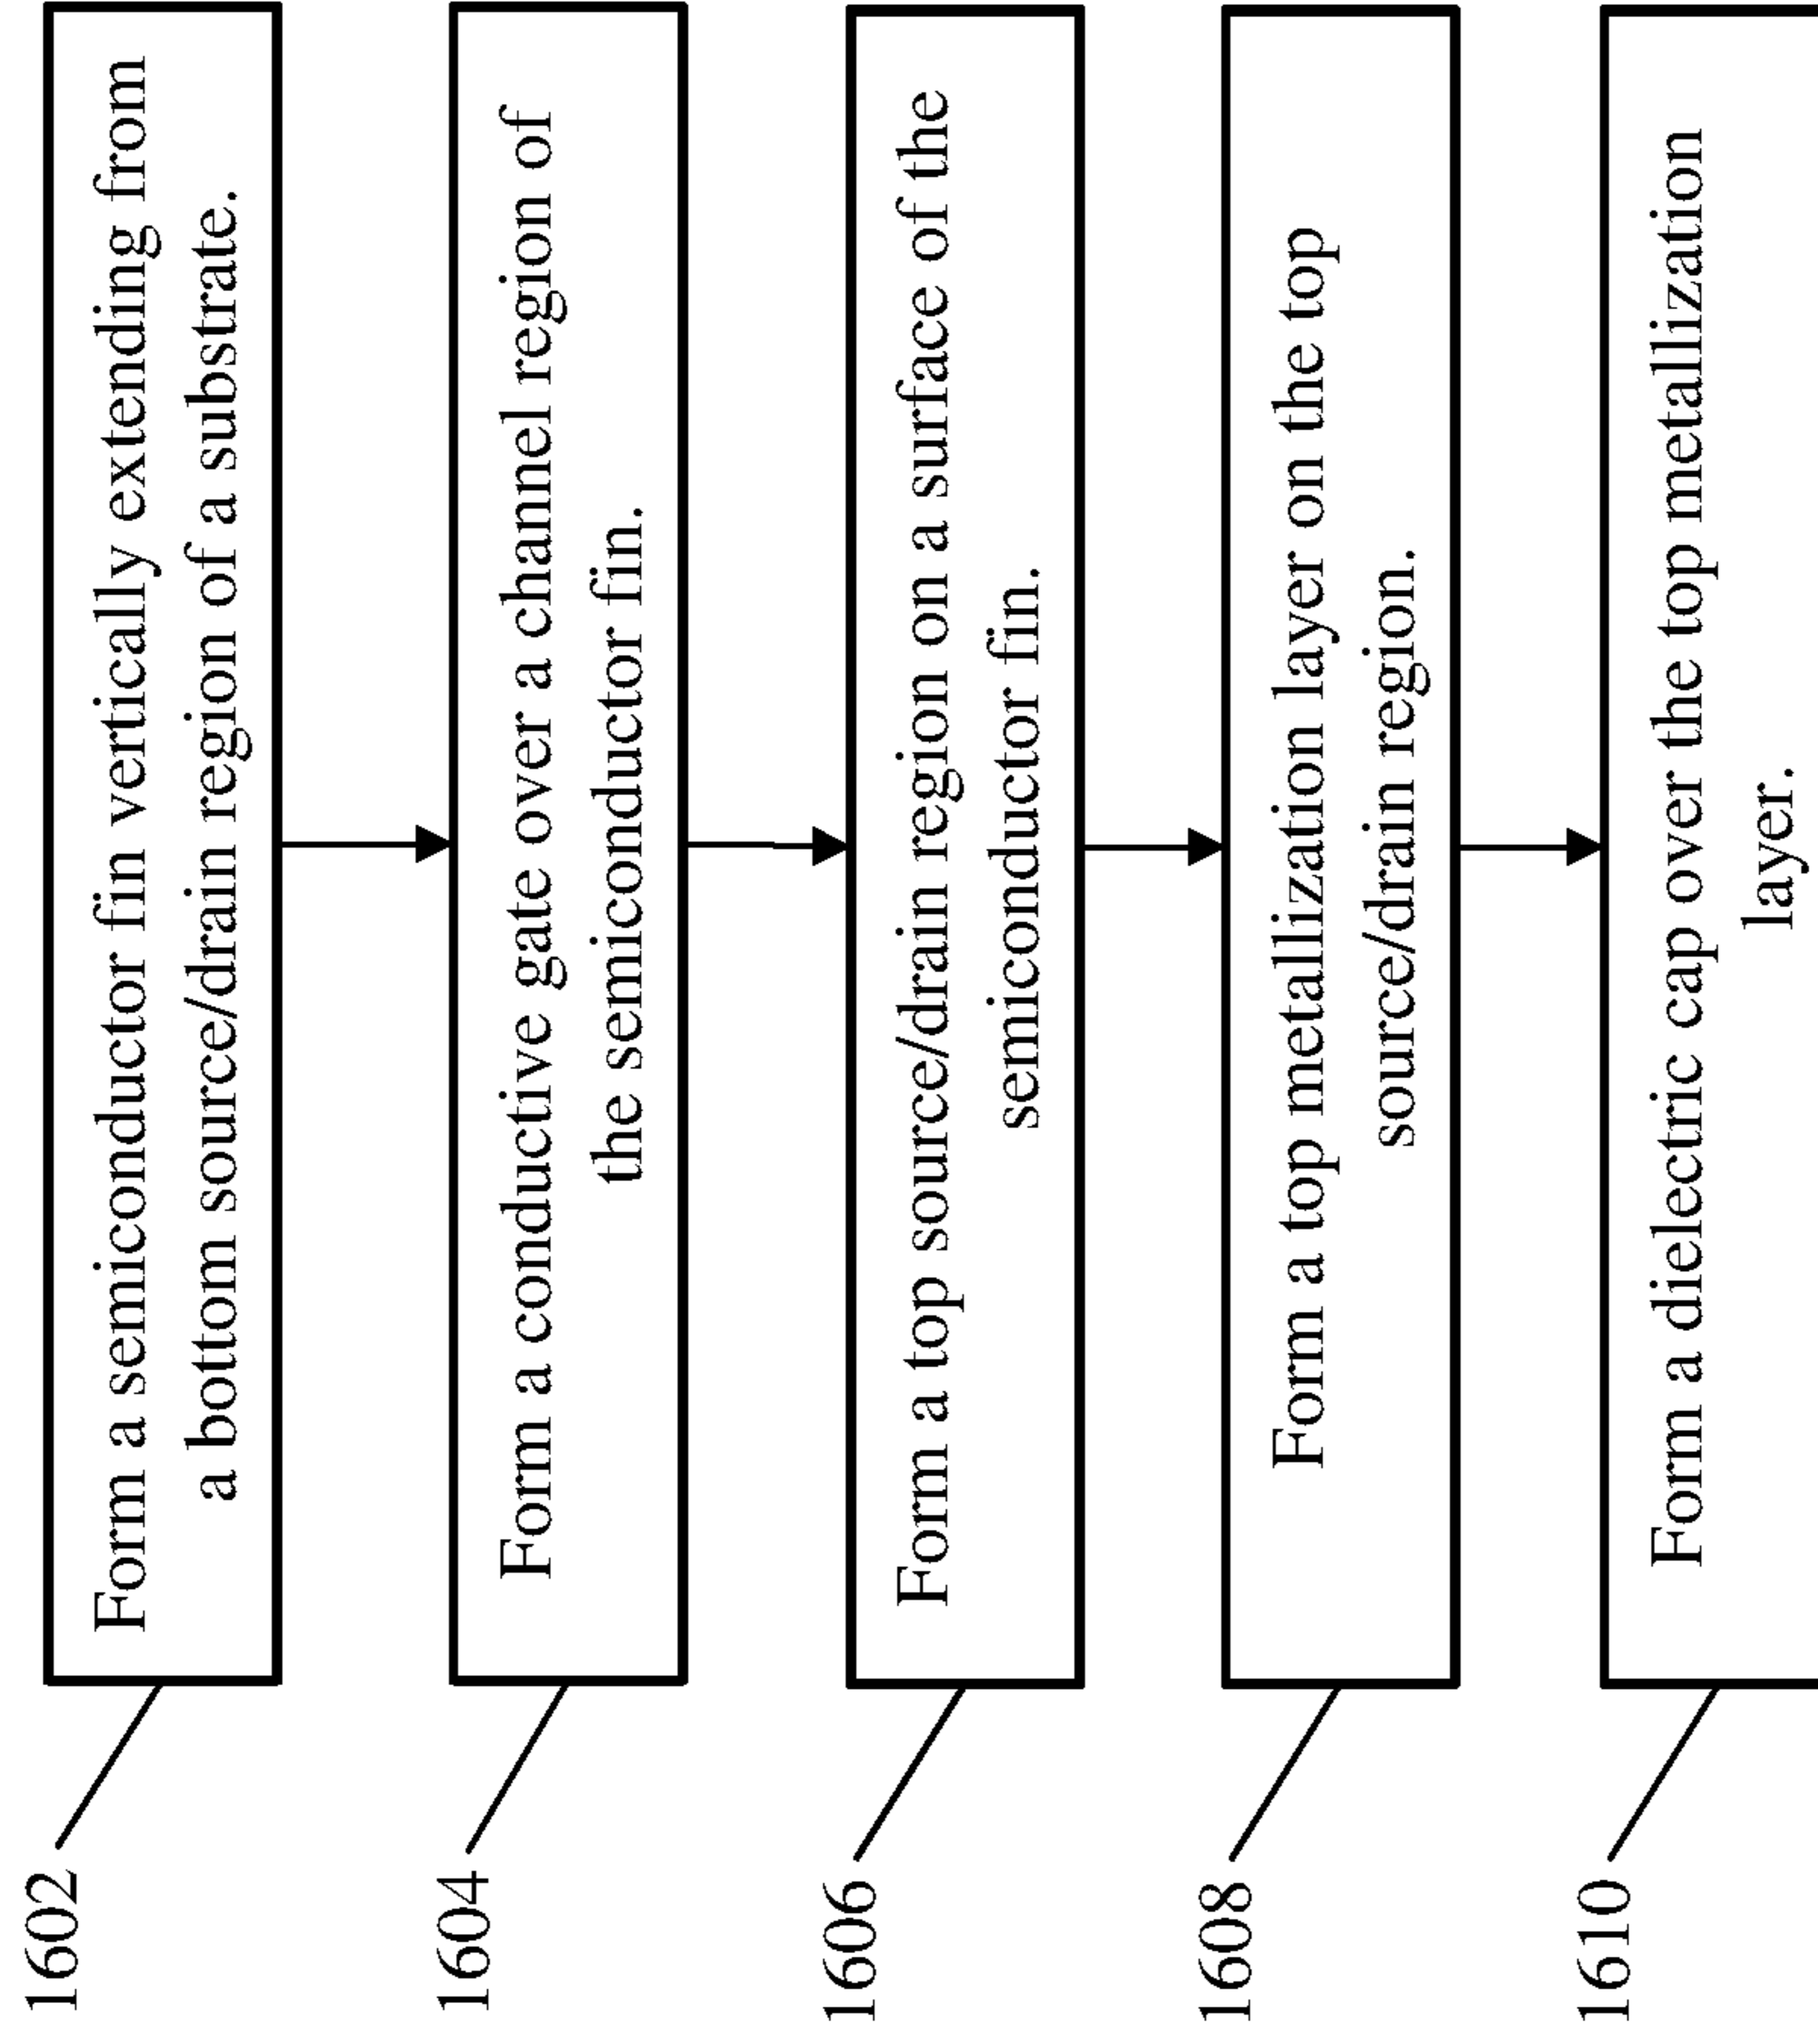 1602
Form a semiconductor fin vertically extending from
a bottom source/drain region of a substrate.
1604
Form a conductive gate over a channel region of
the semiconductor fin.
1606
Form a top source/drain region on a surface of the
semiconductor fin.
1608
Form a top metallization layer on the top
source/drain region.
1610
Form a dielectric cap over the top metallization
layer.